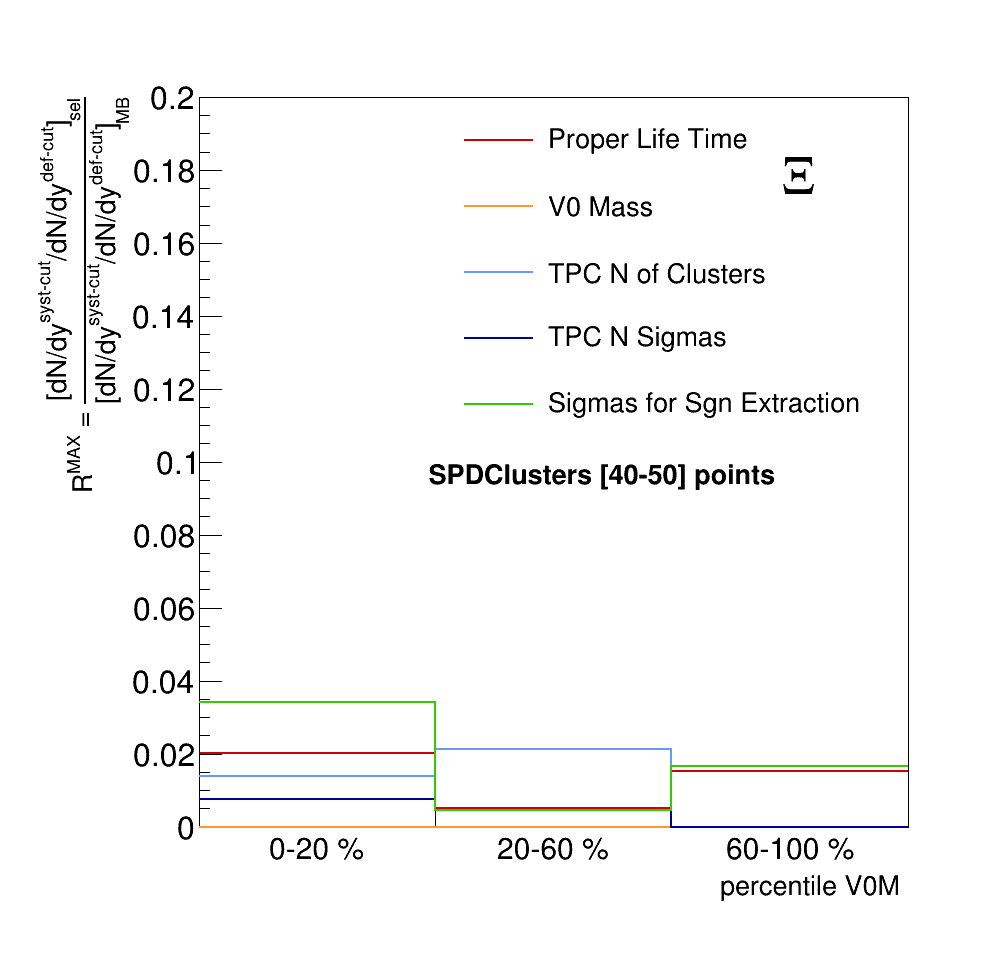 R^MAX = [dN/dy^syst-cut/dN/dy^def-cut]_sel
[dN/dy^syst-cut/dN/dy^def-cut]_MB
0.2
0.18
0.16
0.14
0.12
0.1
0.08
0.06
0.04
0.02
0
Proper Life Time
Ξ
V0 Mass
TPC N of Clusters
TPC N Sigmas
Sigmas for Sgn Extraction
SPDClusters [40-50] points
0-20 %
20-60 %
60-100 %
percentile V0M